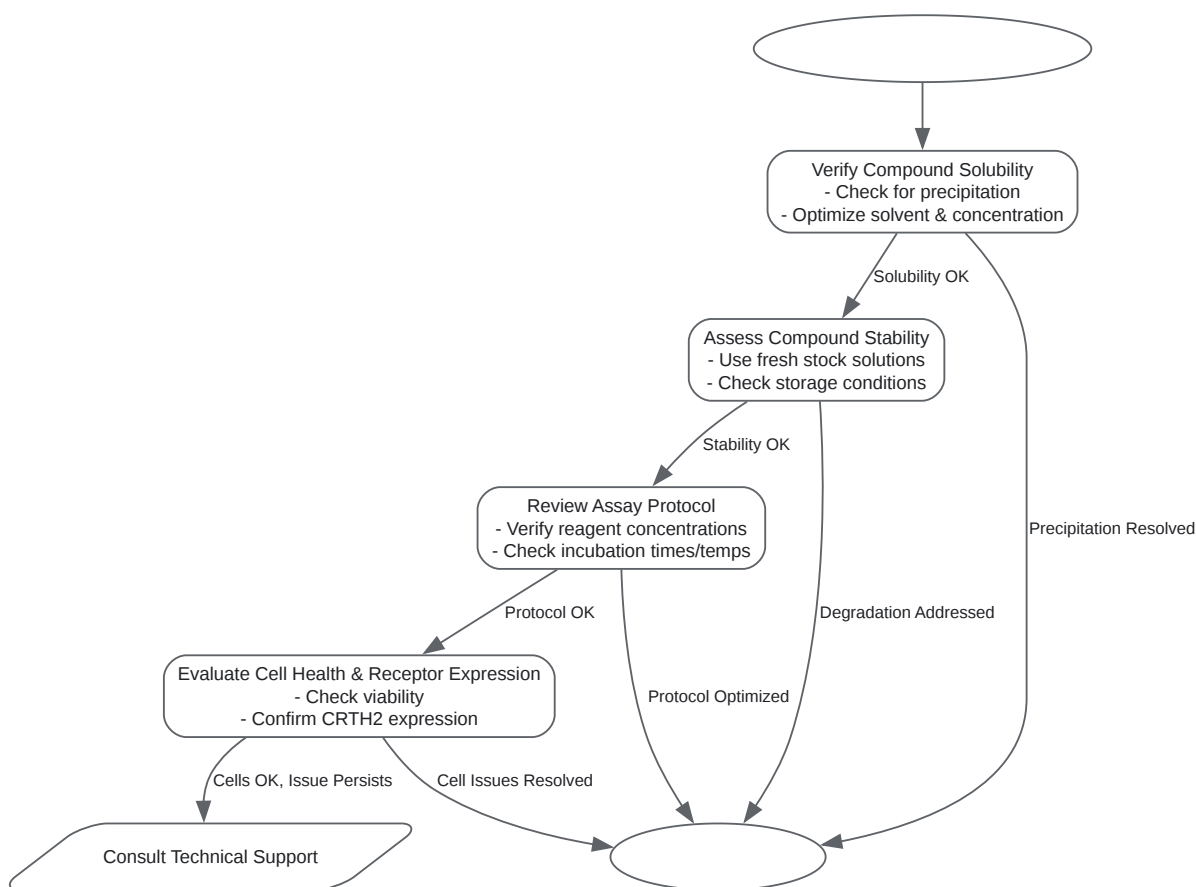 Verify Compound Solubility
- Check for precipitation
- Optimize solvent & concentration
Solubility OK
Assess Compound Stability
- Use fresh stock solutions
- Check storage conditions
Stability OK
Review Assay Protocol
- Verify reagent concentrations
- Check incubation times/temps
Precipitation Resolved
Protocol OK
Degradation Addressed
Evaluate Cell Health & Receptor Expression
- Check viability
- Confirm CRTH2 expression
Protocol Optimized
Cells OK, Issue Persists
Cell Issues Resolved
Consult Technical Support